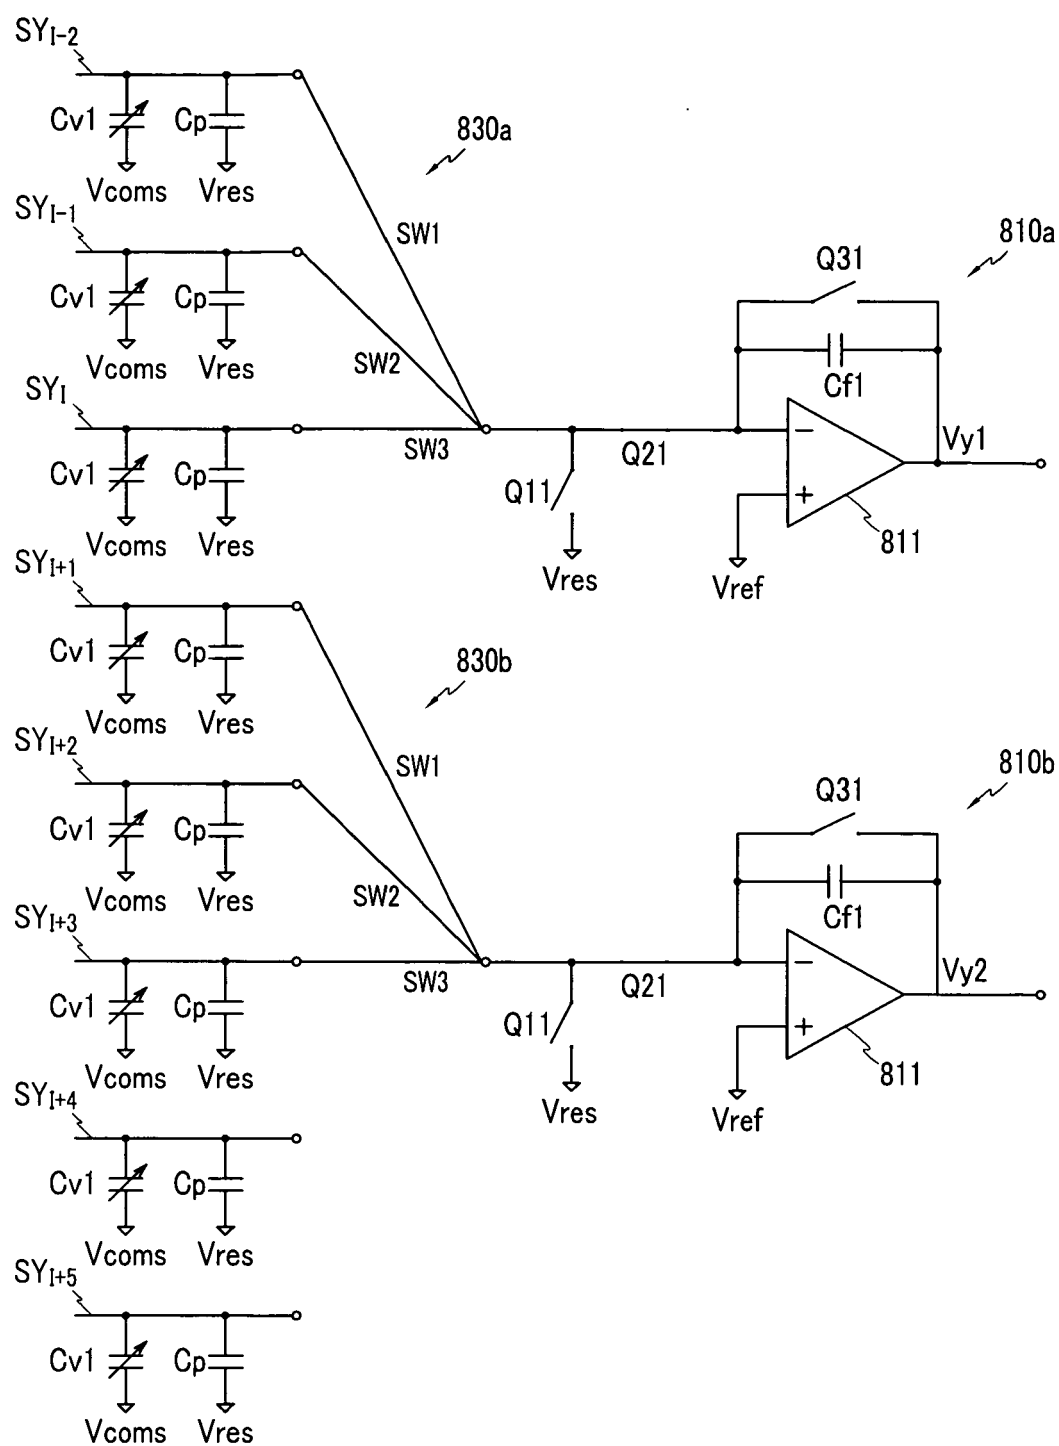 SYI-2
Cv1
Cp
Vcoms
Vres
830a
SW1
SYI-1
Cv1
Cp
Vcoms
Vres
SW2
810a
Q31
Cf1
SYI
Cv1
Cp
Vcoms
Vres
SW3
Q11
Vres
Q21
−
+
Vref
811
Vy1
SYI+1
Cv1
Cp
Vcoms
Vres
830b
SW1
SYI+2
Cv1
Cp
Vcoms
Vres
SW2
810b
Q31
Cf1
SYI+3
Cv1
Cp
Vcoms
Vres
SW3
Q11
Vres
Q21
−
+
Vref
811
Vy2
SYI+4
Cv1
Cp
Vcoms
Vres
SYI+5
Cv1
Cp
Vcoms
Vres